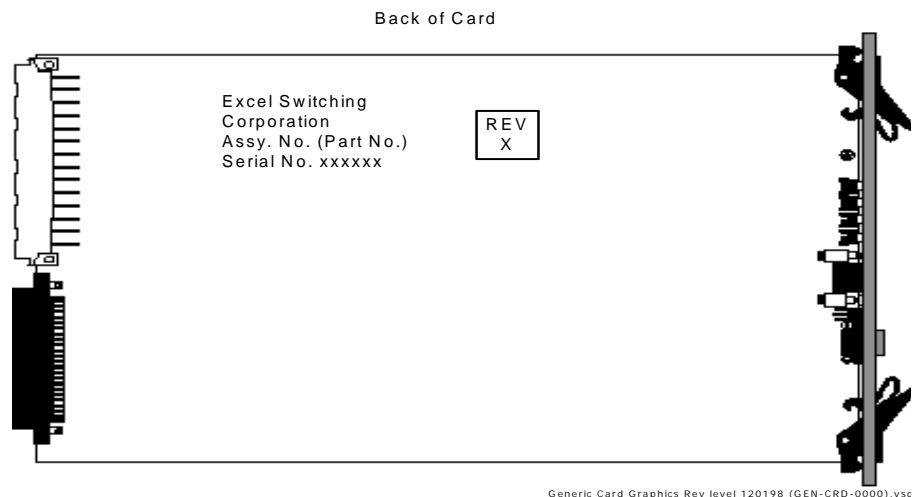 Back of Card
Excel Switching
Corporation
Assy. No. (Part No.)
Serial No. xxxxxx
REV
X
Generic Card Graphics Rev level 120198 (GEN-CRD-0000).vsd